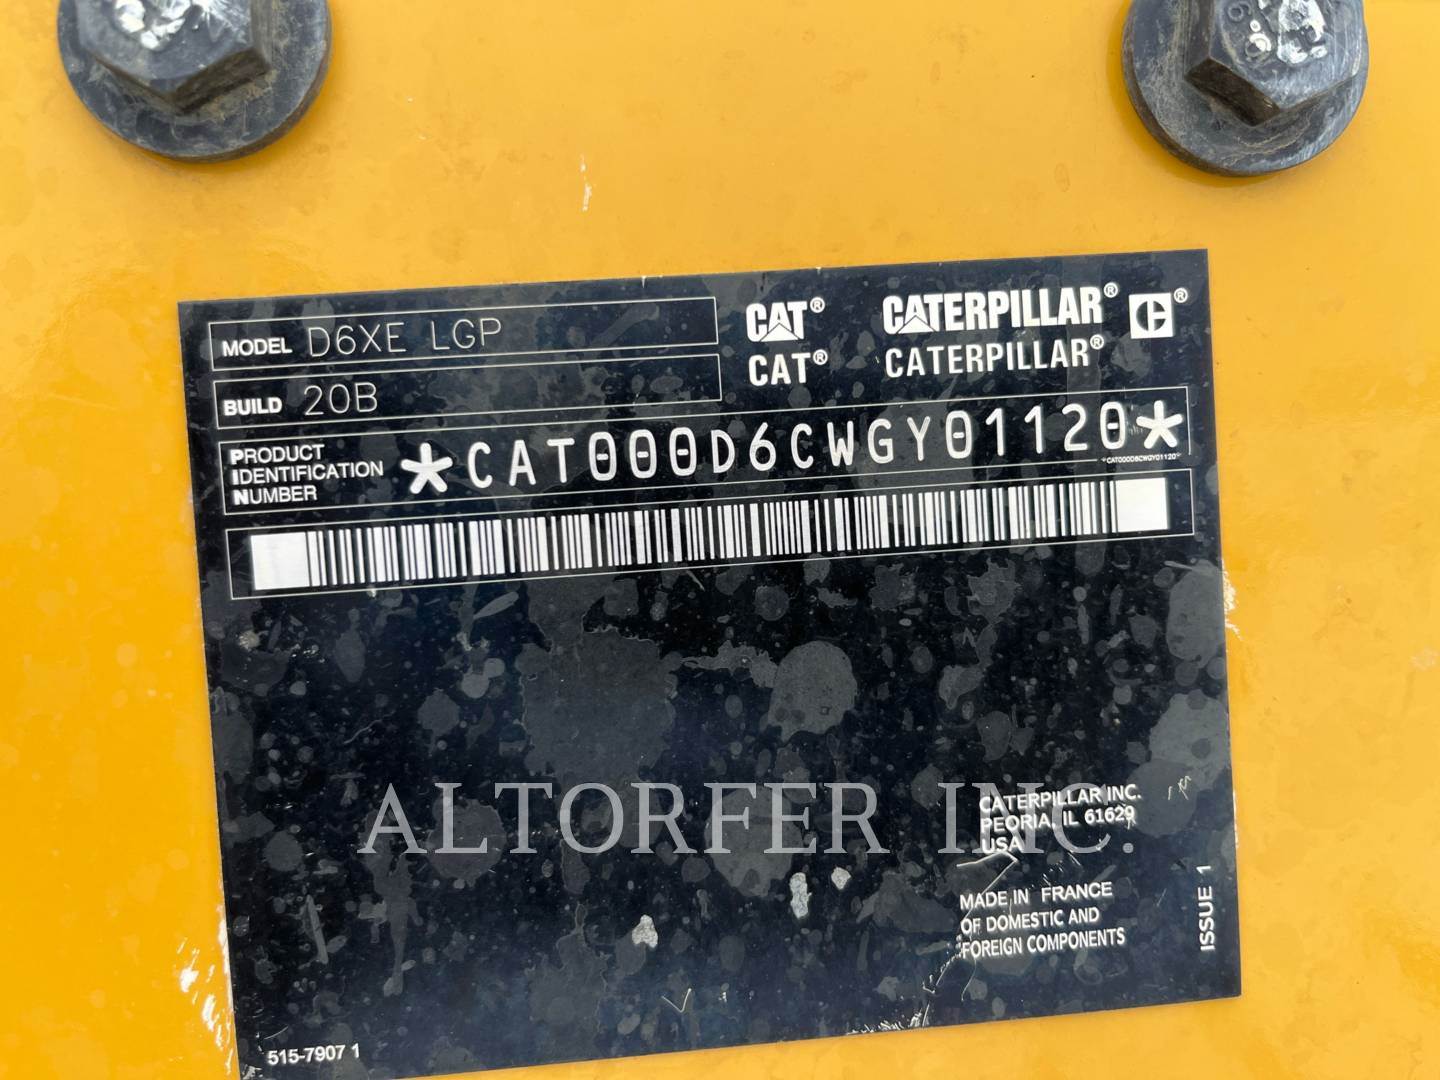 MODEL D6XE LGP
BUILD 20B
CAT® CATERPILLAR® C®
CAT® CATERPILLAR®
PRODUCT
IDENTIFICATION
NUMBER
*CAT000D6CWGY01120*
*CAT000D6CWGY01120*
ALTORFER INC.
CATERPILLAR INC.
PEORIA, IL 61629
USA
MADE IN FRANCE
OF DOMESTIC AND
FOREIGN COMPONENTS
ISSUE 1
515-7907 1